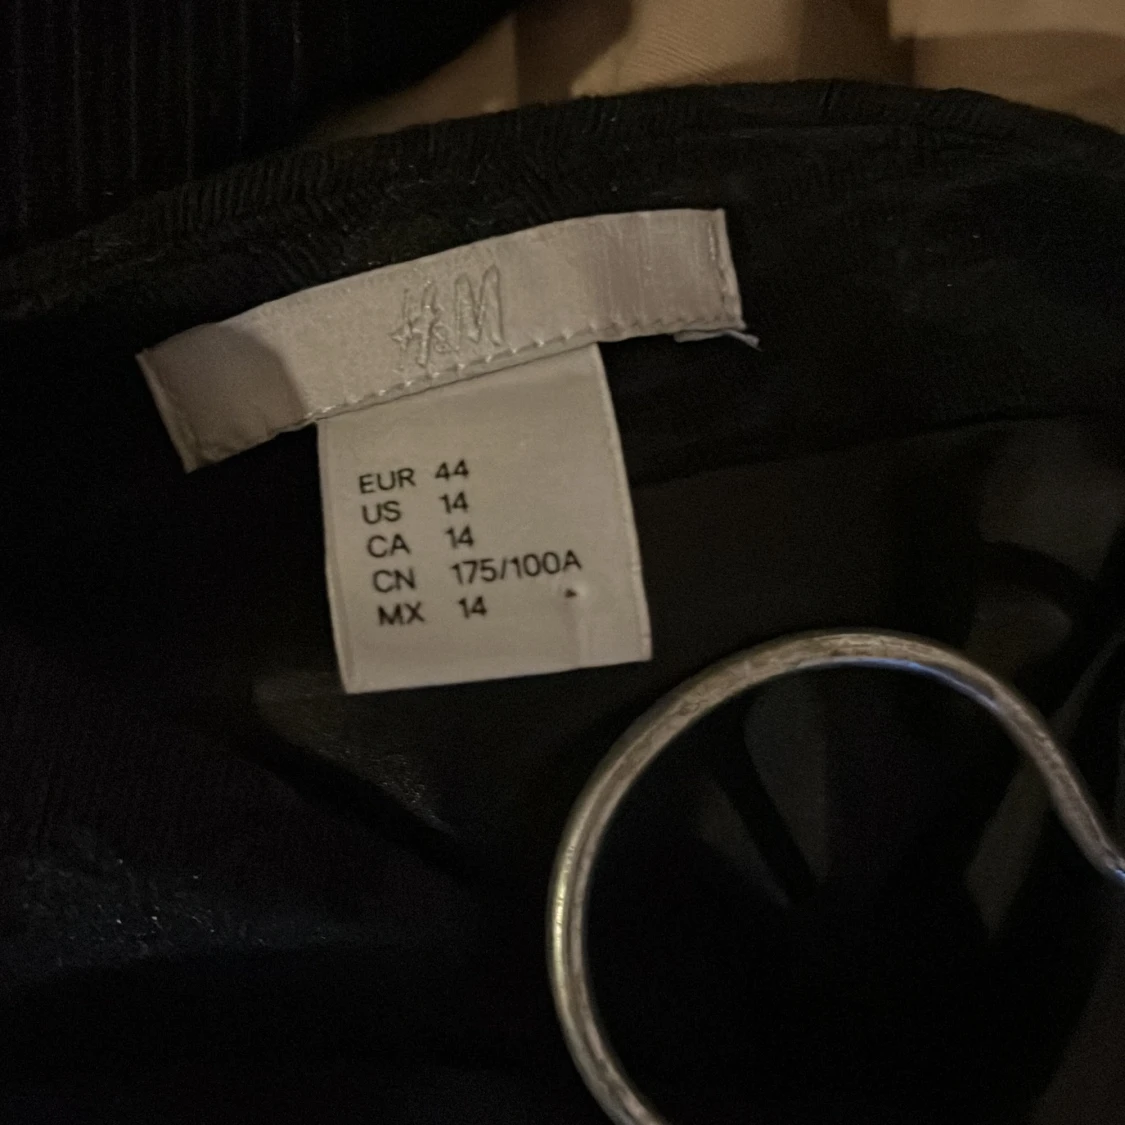 H&M
EUR 44
US 14
CA 14
CN 175/100A
MX 14